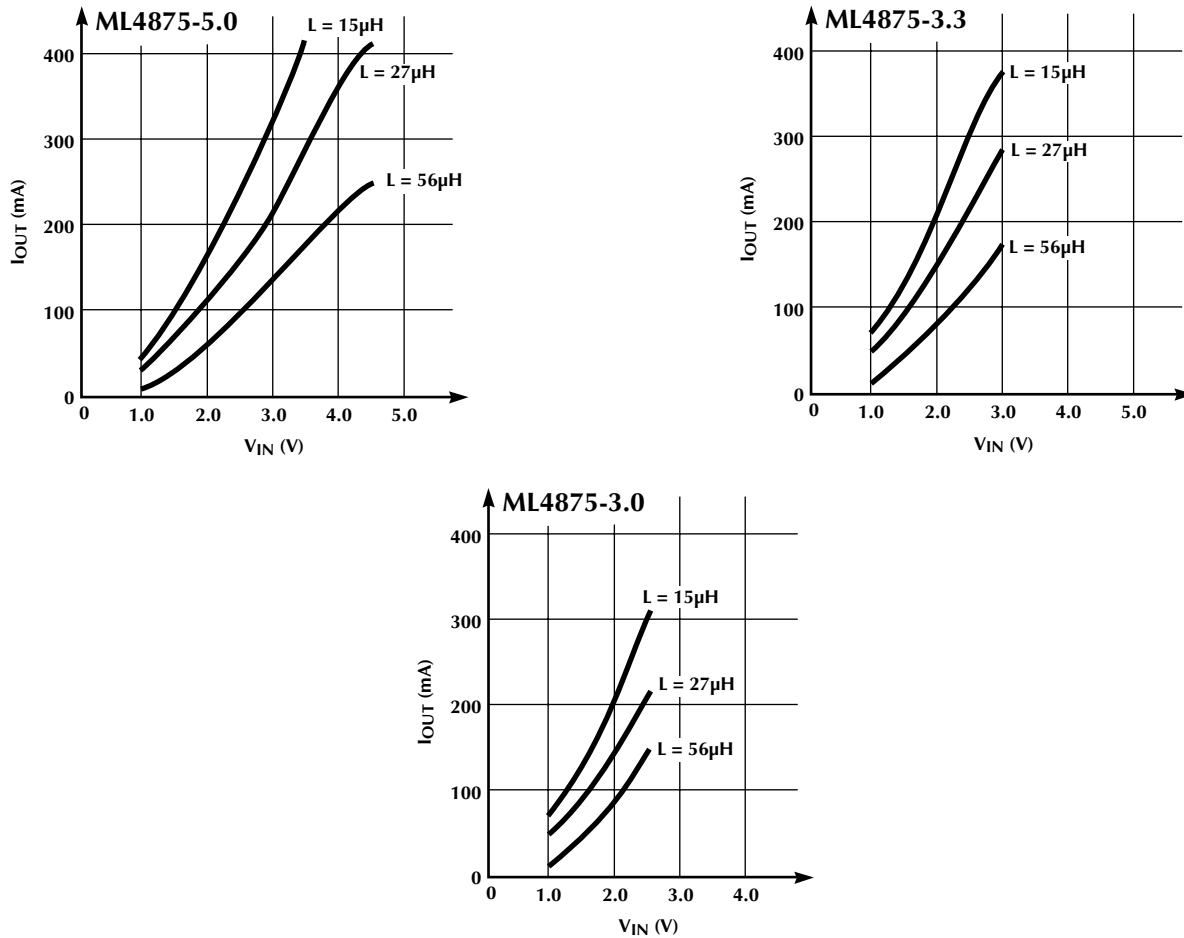 ML4875-5.0
L = 15µH
400
L = 27µH
300
L = 56µH
200
100
0
0 1.0 2.0 3.0 4.0 5.0
IOUT (mA)
VIN (V)
ML4875-3.3
400
L = 15µH
300
L = 27µH
L = 56µH
200
100
0
0 1.0 2.0 3.0 4.0 5.0
IOUT (mA)
VIN (V)
ML4875-3.0
400
L = 15µH
300
L = 27µH
200
L = 56µH
100
0
0 1.0 2.0 3.0 4.0
IOUT (mA)
VIN (V)